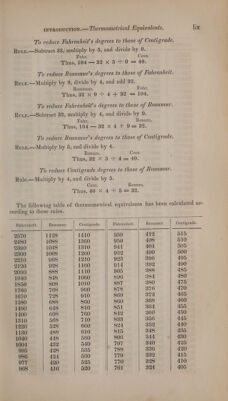 INTRODUCTION.—Thermometrical Equivalents. lix
To reduce Fahrenheit's degrees to those of Centigrade.
RULE.—Subtract 32, multiply by 5, and divide by 9.
Fahr. Cent.
Thus, 104 — 32 × 5 ÷ 9 = 40.
To reduce Reaumur's degrees to those of Fahrenheit.
RULE.—Multiply by 9, divide by 4, and add 32.
Reaumur. Fahr.
Thus, 32 × 9 ÷ 4 + 32 = 104.
To reduce Fahrenheit's degrees to those of Reaumur.
RULE.—Subtract 32, multiply by 4, and divide by 9.
Fahr. Reaum.
Thus, 104 — 32 × 4 ÷ 9 = 32.
To reduce Reaumur's degrees to those of Centigrade.
RULE.—Multiply by 5, and divide by 4.
Reaum. Cent.
Thus, 32 × 5 ÷ 4 = 40.
To reduce Centigrade degrees to those of Reaumur.
RULE.—Multiply by 4, and divide by 5.
Cent. Reaum.
Thus, 40 × 4 ÷ 5 = 32.
The following table of thermometrical equivalents has been calculated according to these rules.
Fahrenheit. Reaumur Centigrade. Fahrenheit. Reaumur Centigrade.
2570 1128 1410 959 412 515
2480 1088 1360 950 408 510
2390 1048 1310 941 404 505
2300 1008 1260 932 400 500
2210 968 1210 923 396 495
2120 928 1160 914 392 490
2030 888 1110 905 388 485
1940 848 1060 896 384 480
1850 808 1010 887 380 475
1760 768 960 878 376 470
1670 728 910 869 372 465
1580 688 860 860 368 460
1490 648 810 851 364 455
1400 608 760 842 360 450
1310 568 710 833 356 445
1220 528 660 824 352 440
1130 488 610 815 348 435
1040 448 560 806 344 430
1004 432 540 797 340 425
995 428 535 788 336 420
986 424 530 779 332 415
977 420 525 770 328 410
968 416 520 761 324 405